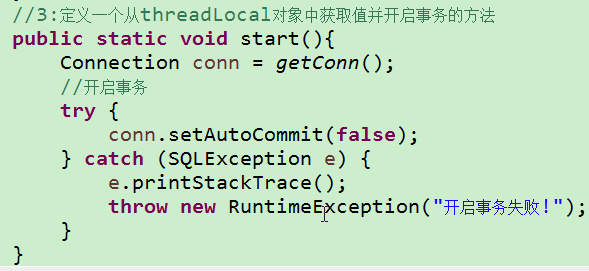 //3:定义一个从threadLocal对象中获取值并开启事务的方法
public static void start(){
Connection conn = getConn();
//开启事务
try {
conn.setAutoCommit(false);
} catch (SQLException e) {
e.printStackTrace();
throw new RuntimeException("开启事务失败!");
}
}